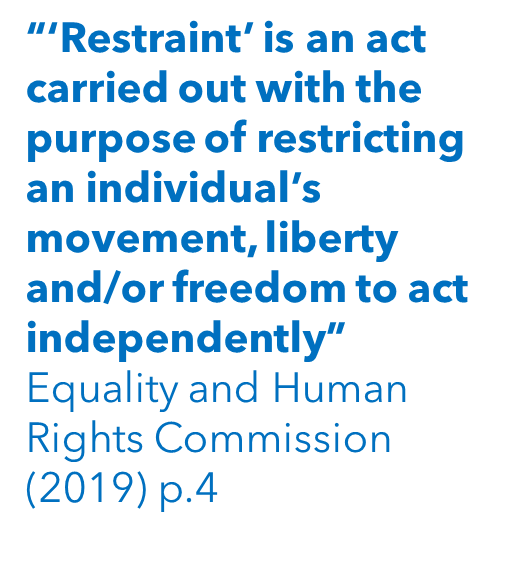 “‘Restraint’ is an act
carried out with the
purpose of restricting
an individual’s
movement, liberty
and/or freedom to act
independently”
Equality and Human
Rights Commission
(2019) p.4